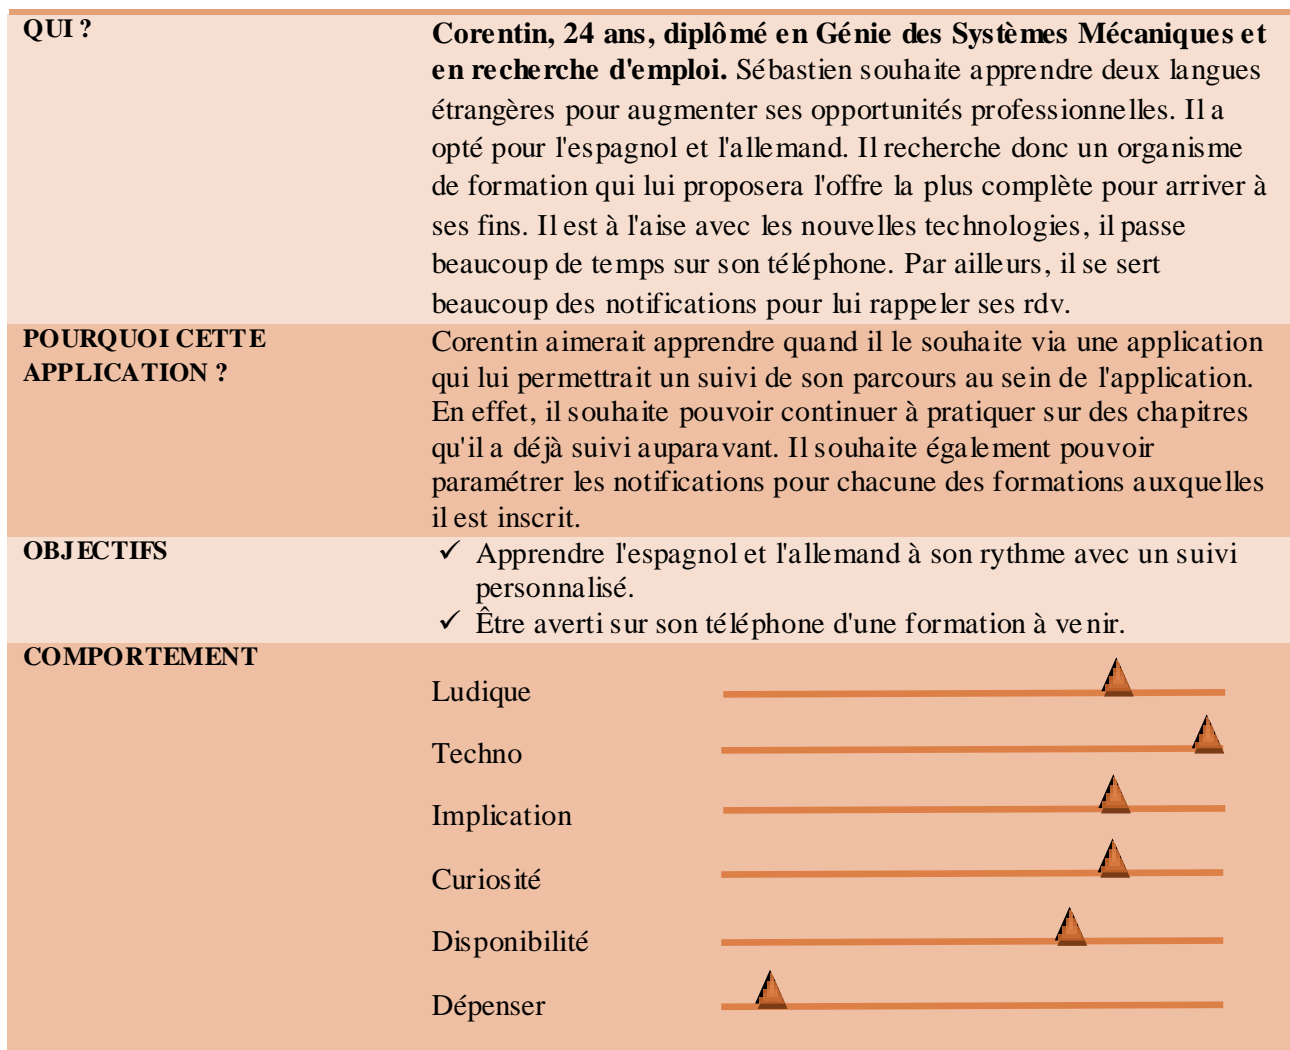 QUI ?
Corentin, 24 ans, diplômé en Génie des Systèmes Mécaniques et
en recherche d'emploi. Sébastien souhaite apprendre deux langues
étrangères pour augmenter ses opportunités professionnelles. Il a
opté pour l'espagnol et l'allemand. Il recherche donc un organisme
de formation qui lui proposera l'offre la plus complète pour arriver à
ses fins. Il est à l'aise avec les nouvelles technologies, il passe
beaucoup de temps sur son téléphone. Par ailleurs, il se sert
beaucoup des notifications pour lui rappeler ses rdv.
POURQUOI CETTE
APPLICATION ?
Corentin aimerait apprendre quand il le souhaite via une application
qui lui permettrait un suivi de son parcours au sein de l'application.
En effet, il souhaite pouvoir continuer à pratiquer sur des chapitres
qu'il a déjà suivi auparavant. Il souhaite également pouvoir
paramétrer les notifications pour chacune des formations auxquelles
il est inscrit.
OBJECTIFS
✓ Apprendre l'espagnol et l'allemand à son rythme avec un suivi
personnalisé.
✓ Être averti sur son téléphone d'une formation à venir.
COMPORTEMENT
Ludique
Techno
Implication
Curiosité
Disponibilité
Dépenser